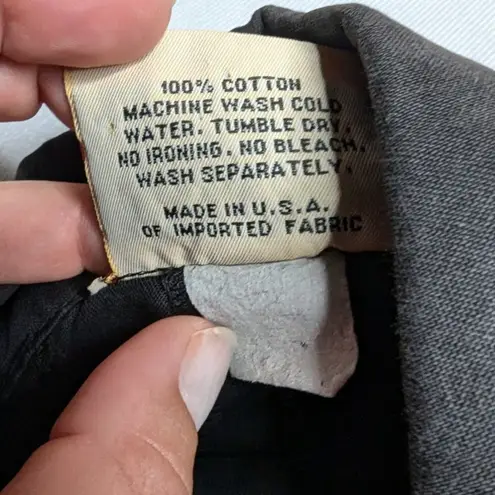 100% COTTON
MACHINE WASH COLD
WATER. TUMBLE DRY.
NO IRONING. NO BLEACH.
WASH SEPARATELY.
MADE IN U.S.A.
OF IMPORTED FABRIC